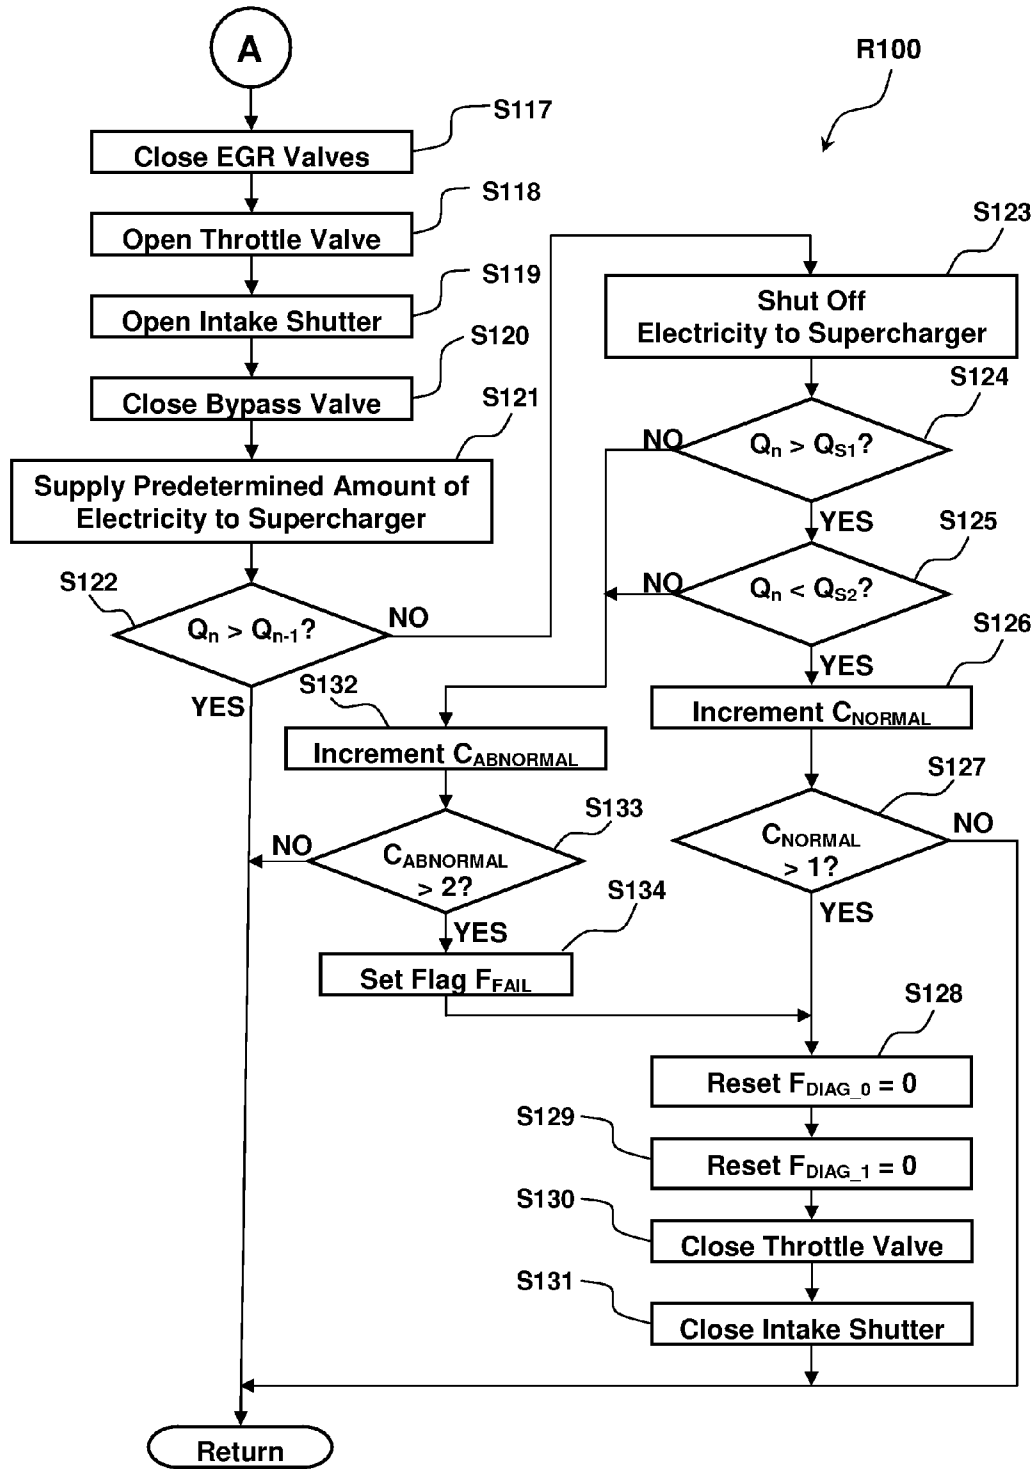 A
R100
S117
Close EGR Valves
S118
Open Throttle Valve
S119
Open Intake Shutter
S120
Close Bypass Valve
S121
Supply Predetermined Amount of
Electricity to Supercharger
S122
Qn > Qn-1?
NO
YES
S123
Shut Off
Electricity to Supercharger
S124
Qn > QS1?
NO
YES
S125
Qn < QS2?
NO
YES
S126
Increment CNORMAL
S127
CNORMAL
> 1?
NO
YES
S132
Increment CABNORMAL
S133
CABNORMAL
> 2?
NO
YES
S134
Set Flag FFAIL
S128
Reset FDIAG_0 = 0
S129
Reset FDIAG_1 = 0
S130
Close Throttle Valve
S131
Close Intake Shutter
Return